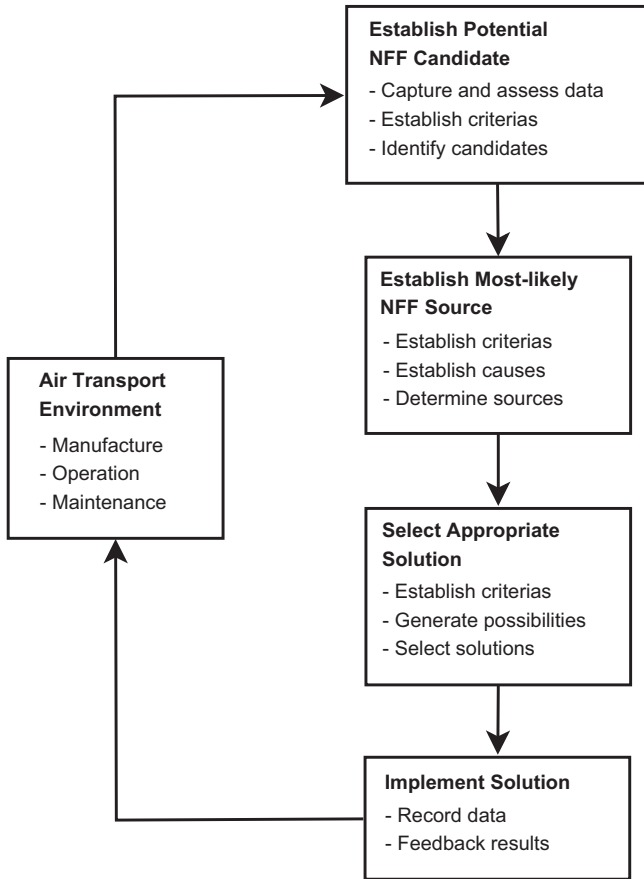 Establish Potential
NFF Candidate
- Capture and assess data
- Establish criterias
- Identify candidates
Establish Most-likely
NFF Source
- Establish criterias
- Establish causes
- Determine sources
Air Transport
Environment
- Manufacture
- Operation
- Maintenance
Select Appropriate
Solution
- Establish criterias
- Generate possibilities
- Select solutions
Implement Solution
- Record data
- Feedback results